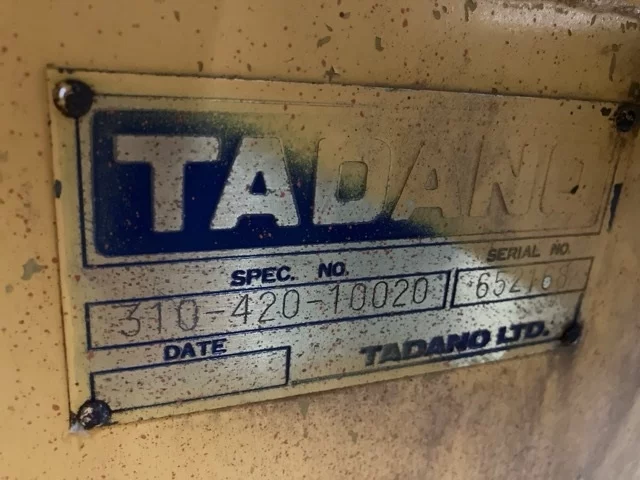 TADANO
SPEC. NO.
SERIAL NO.
310-420-10020
DATE
TADANO LTD.